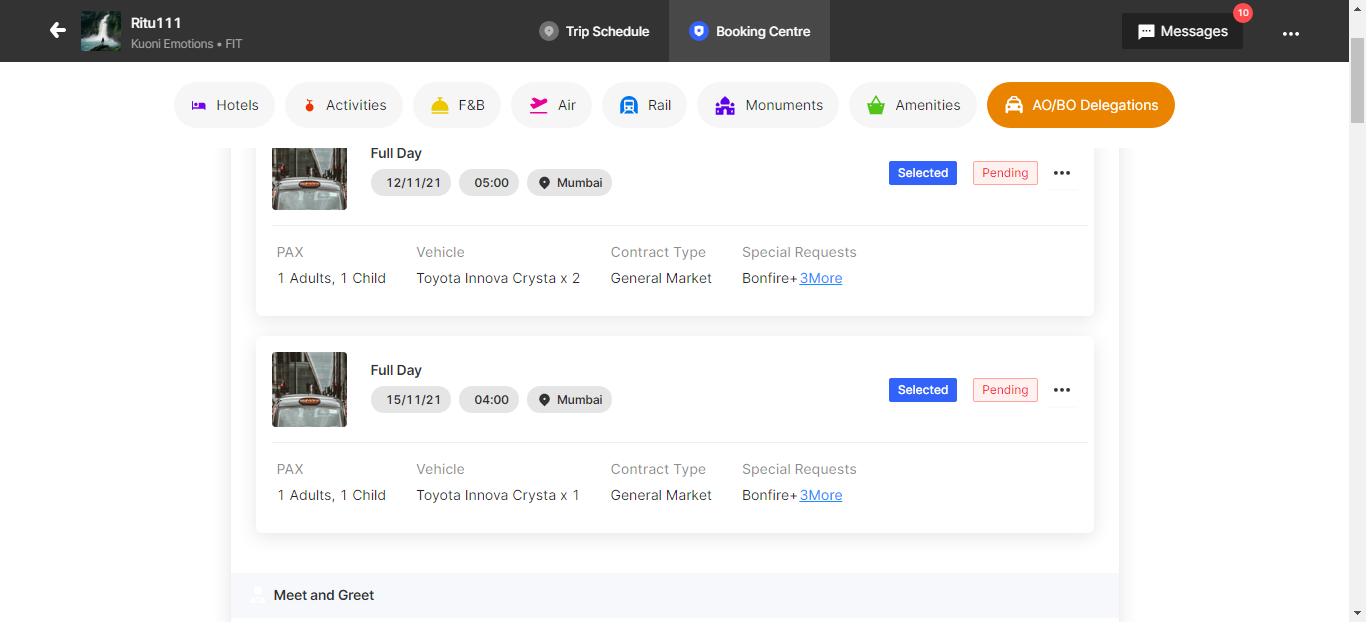 Ritu111
Kuoni Emotions • FIT
Trip Schedule
Booking Centre
Messages
10
Hotels
Activities
F&B
Air
Rail
Monuments
Amenities
AO/BO Delegations
Full Day
12/11/21 05:00 Mumbai
Selected Pending
PAX Vehicle Contract Type Special Requests
1 Adults, 1 Child Toyota Innova Crysta x 2 General Market Bonfire+3More
Full Day
15/11/21 04:00 Mumbai
Selected Pending
PAX Vehicle Contract Type Special Requests
1 Adults, 1 Child Toyota Innova Crysta x 1 General Market Bonfire+3More
Meet and Greet